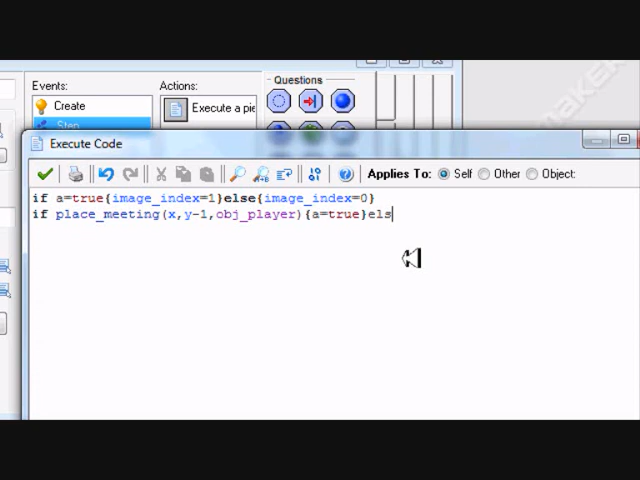 Questions
Events:
Actions:
Create
Execute a pie
Step
Execute Code
Applies To: Self Other Object:
if a=true{image_index=1}else{image_index=0}
if place_meeting(x,y-1,obj_player){a=true}els